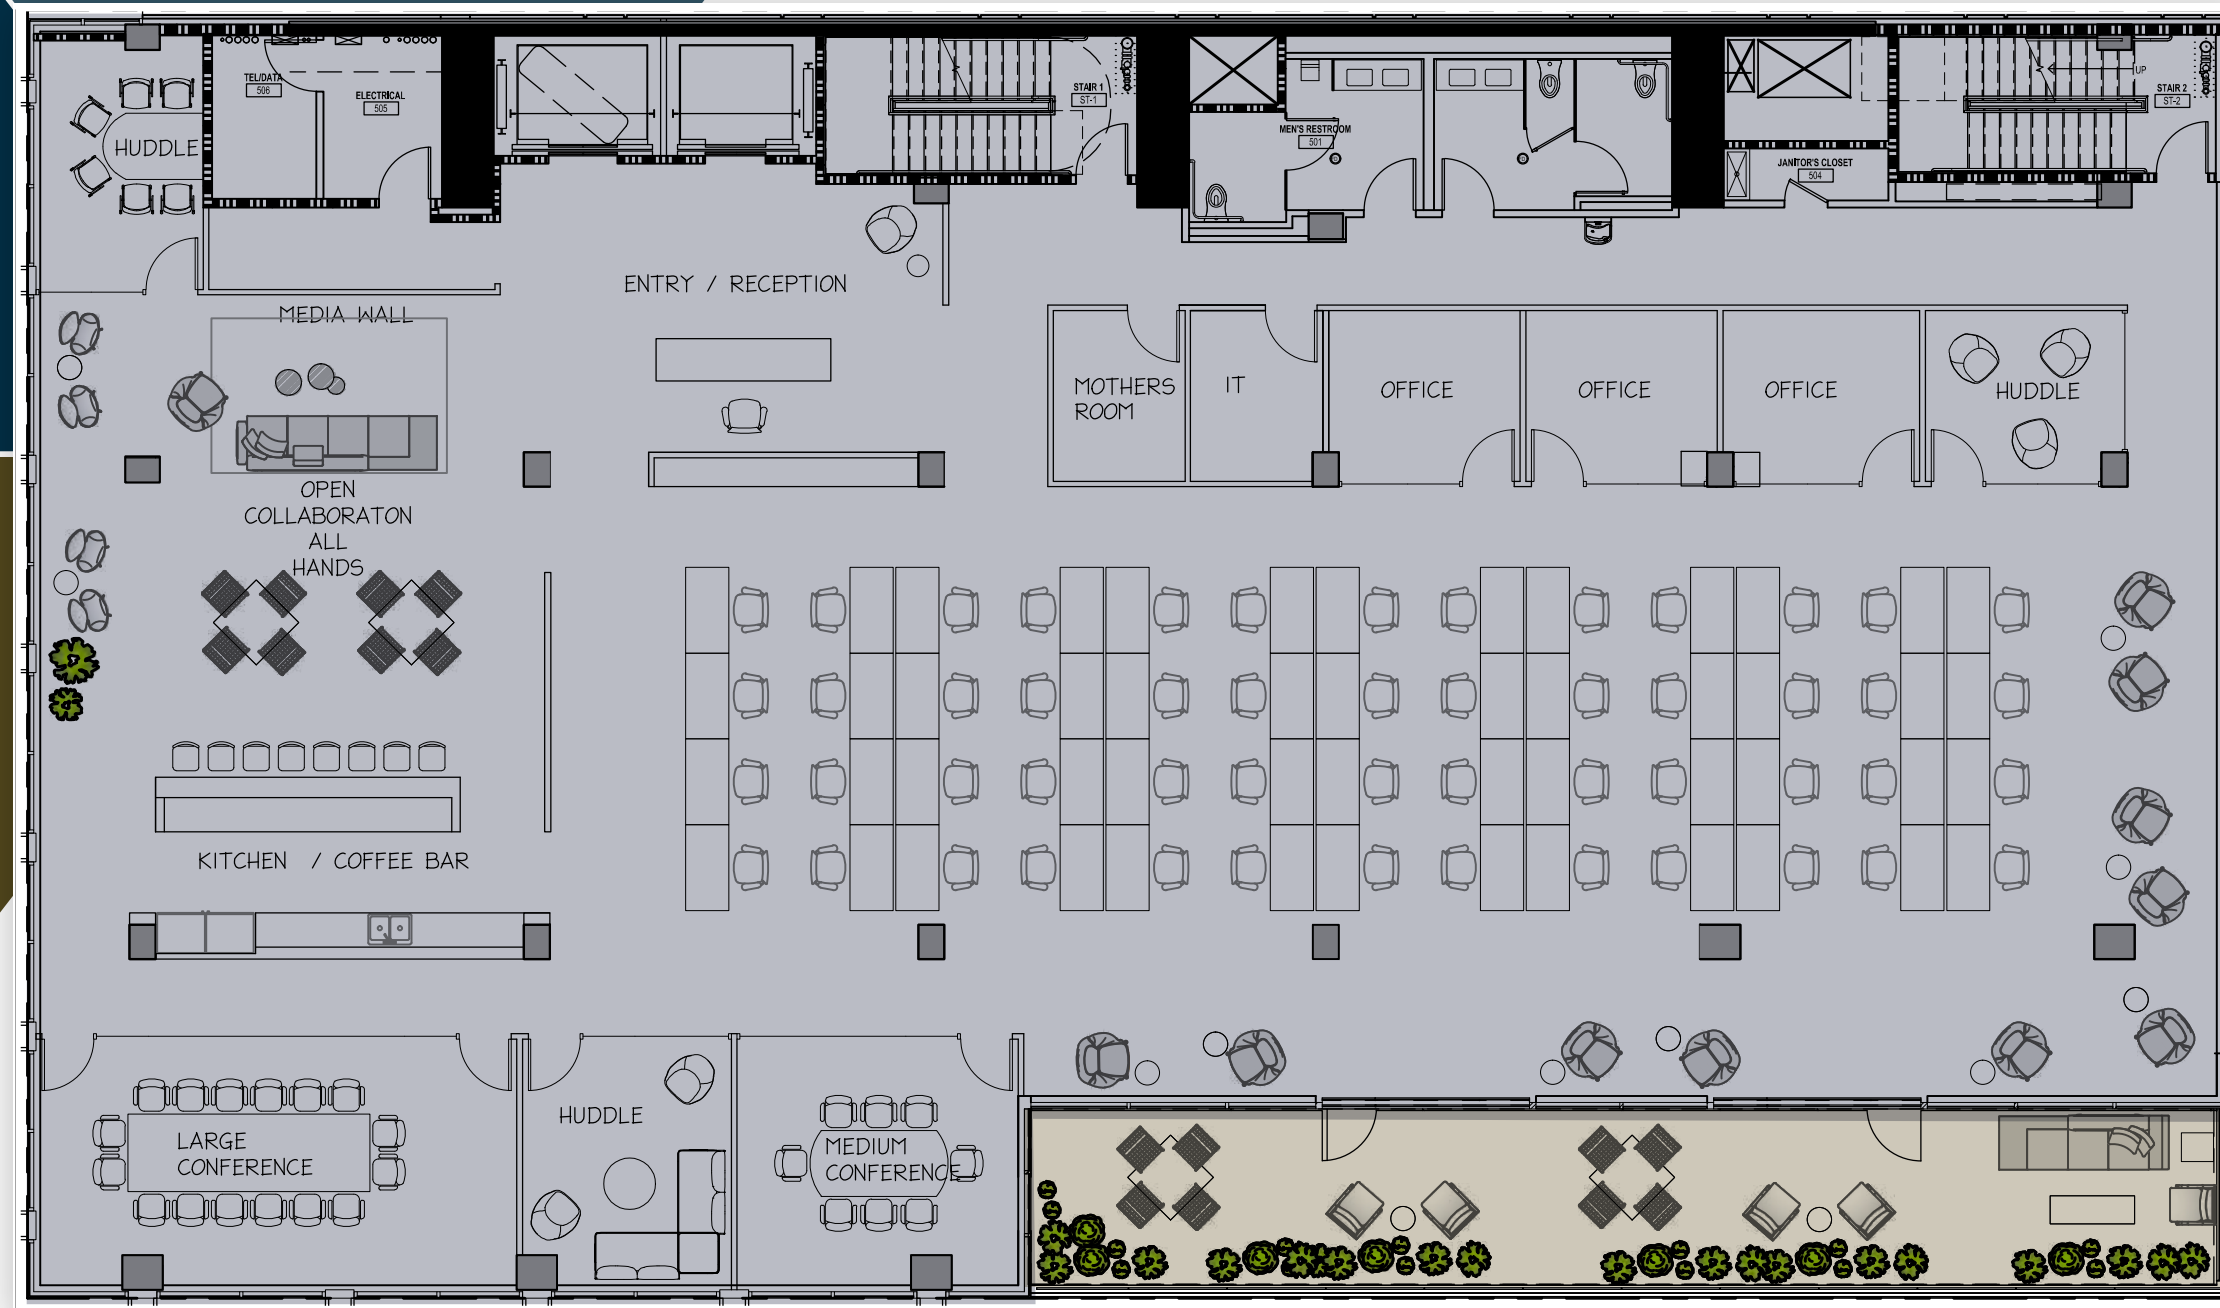 TEL/DATA
506
ELECTRICAL
505
STAIR 1
ST-1
MEN'S RESTROOM
501
UP
STAIR 2
ST-2
JANITOR'S CLOSET
504
HUDDLE
ENTRY / RECEPTION
MEDIA WALL
MOTHERS
ROOM
IT
OFFICE
OFFICE
OFFICE
HUDDLE
OPEN
COLLABORATON
ALL
HANDS
KITCHEN / COFFEE BAR
LARGE
CONFERENCE
HUDDLE
MEDIUM
CONFERENCE